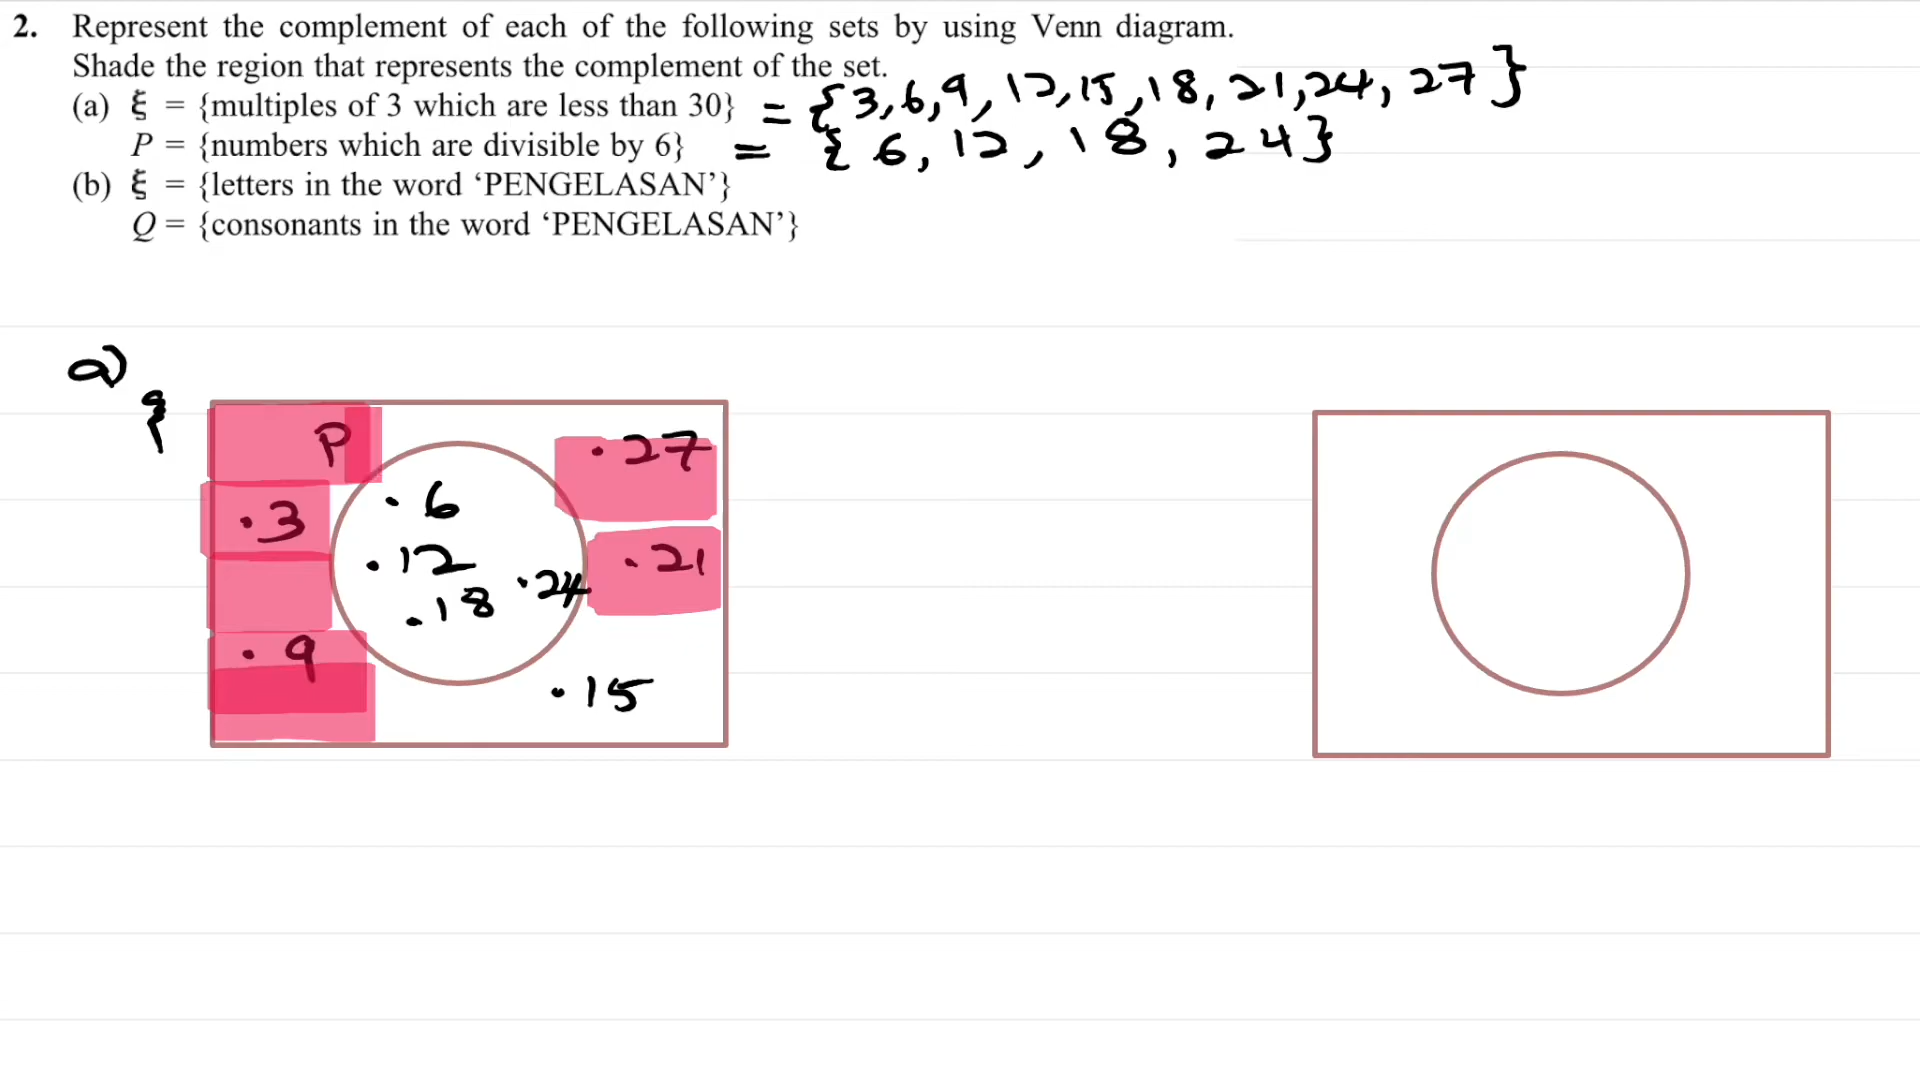 2. Represent the complement of each of the following sets by using Venn diagram.
Shade the region that represents the complement of the set.
(a) ξ = {multiples of 3 which are less than 30} = {3,6,9,12,15,18,21,24,27}
P = {numbers which are divisible by 6} = {6,12,18,24}
(b) ξ = {letters in the word ‘PENGELASAN’}
Q = {consonants in the word ‘PENGELASAN’}
a)
ξ
P
.27
.6
.3
.12
.21
.24
.18
.9
.15